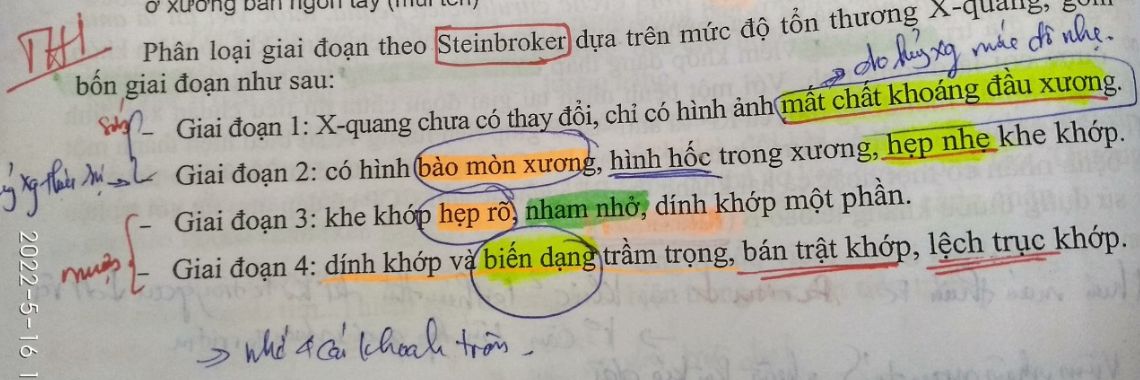 ở xương bàn ngón tay (mũi tên)
TH1
Phân loại giai đoạn theo Steinbroker dựa trên mức độ tổn thương X-quang, gồm
do hủy xg mức độ nhẹ.
bốn giai đoạn như sau:
sớm
- Giai đoạn 1: X-quang chưa có thay đổi, chỉ có hình ảnh mất chất khoáng đầu xương.
- Giai đoạn 2: có hình bào mòn xương, hình hốc trong xương, hẹp nhẹ khe khớp.
- Giai đoạn 3: khe khớp hẹp rõ, nham nhở, dính khớp một phần.
muộn
- Giai đoạn 4: dính khớp và biến dạng trầm trọng, bán trật khớp, lệch trục khớp.
→ nhớ 4 cái khoanh tròn.
2022-5-16